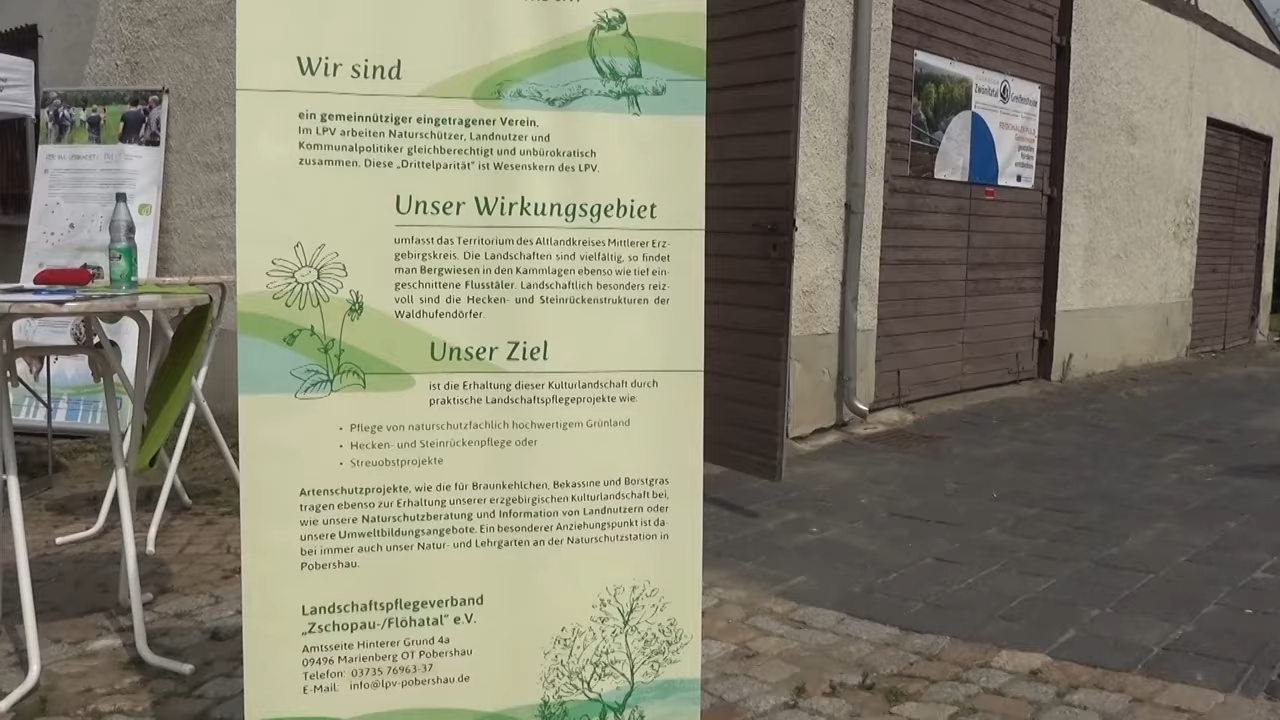 Wir sind
ein gemeinnütziger eingetragener Verein.
Im LPV arbeiten Naturschützer, Landnutzer und
Kommunalpolitiker gleichberechtigt und unbürokratisch
zusammen. Diese „Drittelparität" ist Wesenskern des LPV.
Unser Wirkungsgebiet
umfasst das Territorium des Altlandkreises Mittlerer Erz-
gebirgskreis. Die Landschaften sind vielfältig, so findet
man Bergwiesen in den Kammlagen ebenso wie tief ein-
geschnittene Flusstäler. Landschaftlich besonders reiz-
voll sind die Hecken- und Steinrückenstrukturen der
Waldhufendörfer.
Unser Ziel
ist die Erhaltung dieser Kulturlandschaft durch
praktische Landschaftspflegeprojekte wie:
• Pflege von naturschutzfachlich hochwertigem Grünland
• Hecken- und Steinrückenpflege oder
• Streuobstprojekte
Artenschutzprojekte, wie die für Braunkehlchen, Bekassine und Borstgras
tragen ebenso zur Erhaltung unserer erzgebirgischen Kulturlandschaft bei,
wie unsere Naturschutzberatung und Information von Landnutzern oder
unsere Umweltbildungsangebote. Ein besonderer Anziehungspunkt ist da-
bei immer auch unser Natur- und Lehrgarten an der Naturschutzstation in
Pobershau.
Landschaftspflegeverband
„Zschopau-/Flöhatal" e.V.
Amtsseite Hinterer Grund 4a
09496 Marienberg OT Pobershau
Telefon: 03735 76963-37
E-Mail: info@lpv-pobershau.de
Zwönitztal Greifensteine